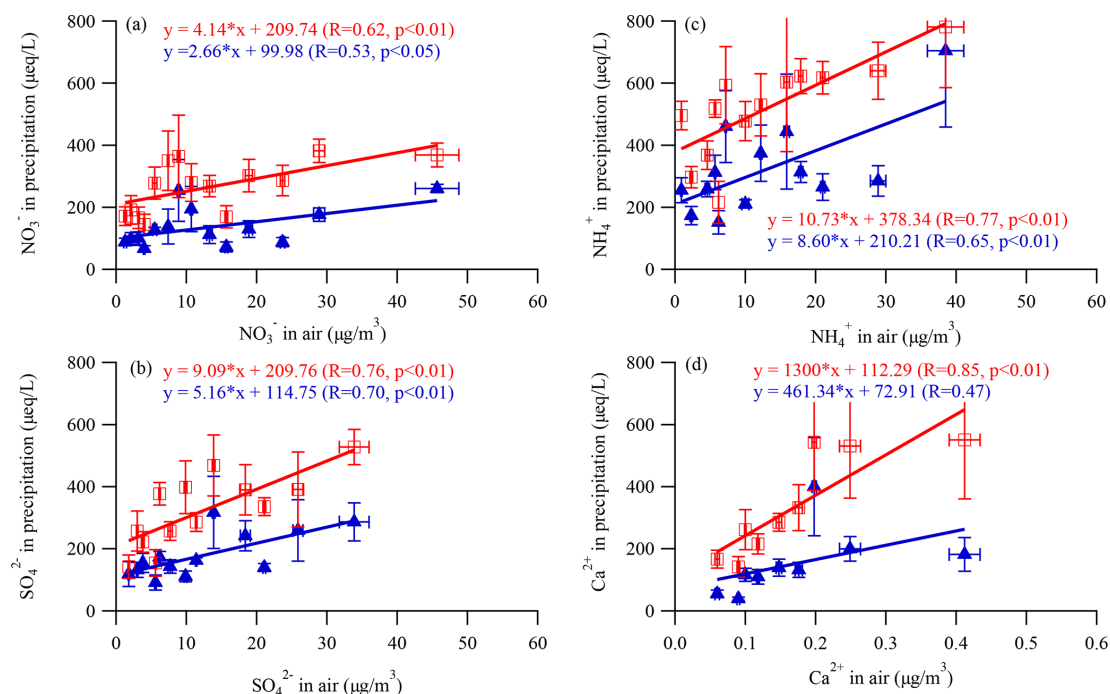 (a)
y = 4.14*x + 209.74 (R=0.62, p<0.01)
y =2.66*x + 99.98 (R=0.53, p<0.05)
800
600
400
200
0
NO₃⁻ in precipitation (μeq/L)
0 10 20 30 40 50 60
NO₃⁻ in air (μg/m³)
(c)
800
600
400
200
0
NH₄⁺ in precipitation (μeq/L)
y = 10.73*x + 378.34 (R=0.77, p<0.01)
y = 8.60*x + 210.21 (R=0.65, p<0.01)
0 10 20 30 40 50 60
NH₄⁺ in air (μg/m³)
(b)
y = 9.09*x + 209.76 (R=0.76, p<0.01)
y = 5.16*x + 114.75 (R=0.70, p<0.01)
800
600
400
200
0
SO₄²⁻ in precipitation (μeq/L)
0 10 20 30 40 50 60
SO₄²⁻ in air (μg/m³)
(d)
y = 1300*x + 112.29 (R=0.85, p<0.01)
y = 461.34*x + 72.91 (R=0.47)
800
600
400
200
0
Ca²⁺ in precipitation (μeq/L)
0.0 0.1 0.2 0.3 0.4 0.5 0.6
Ca²⁺ in air (μg/m³)